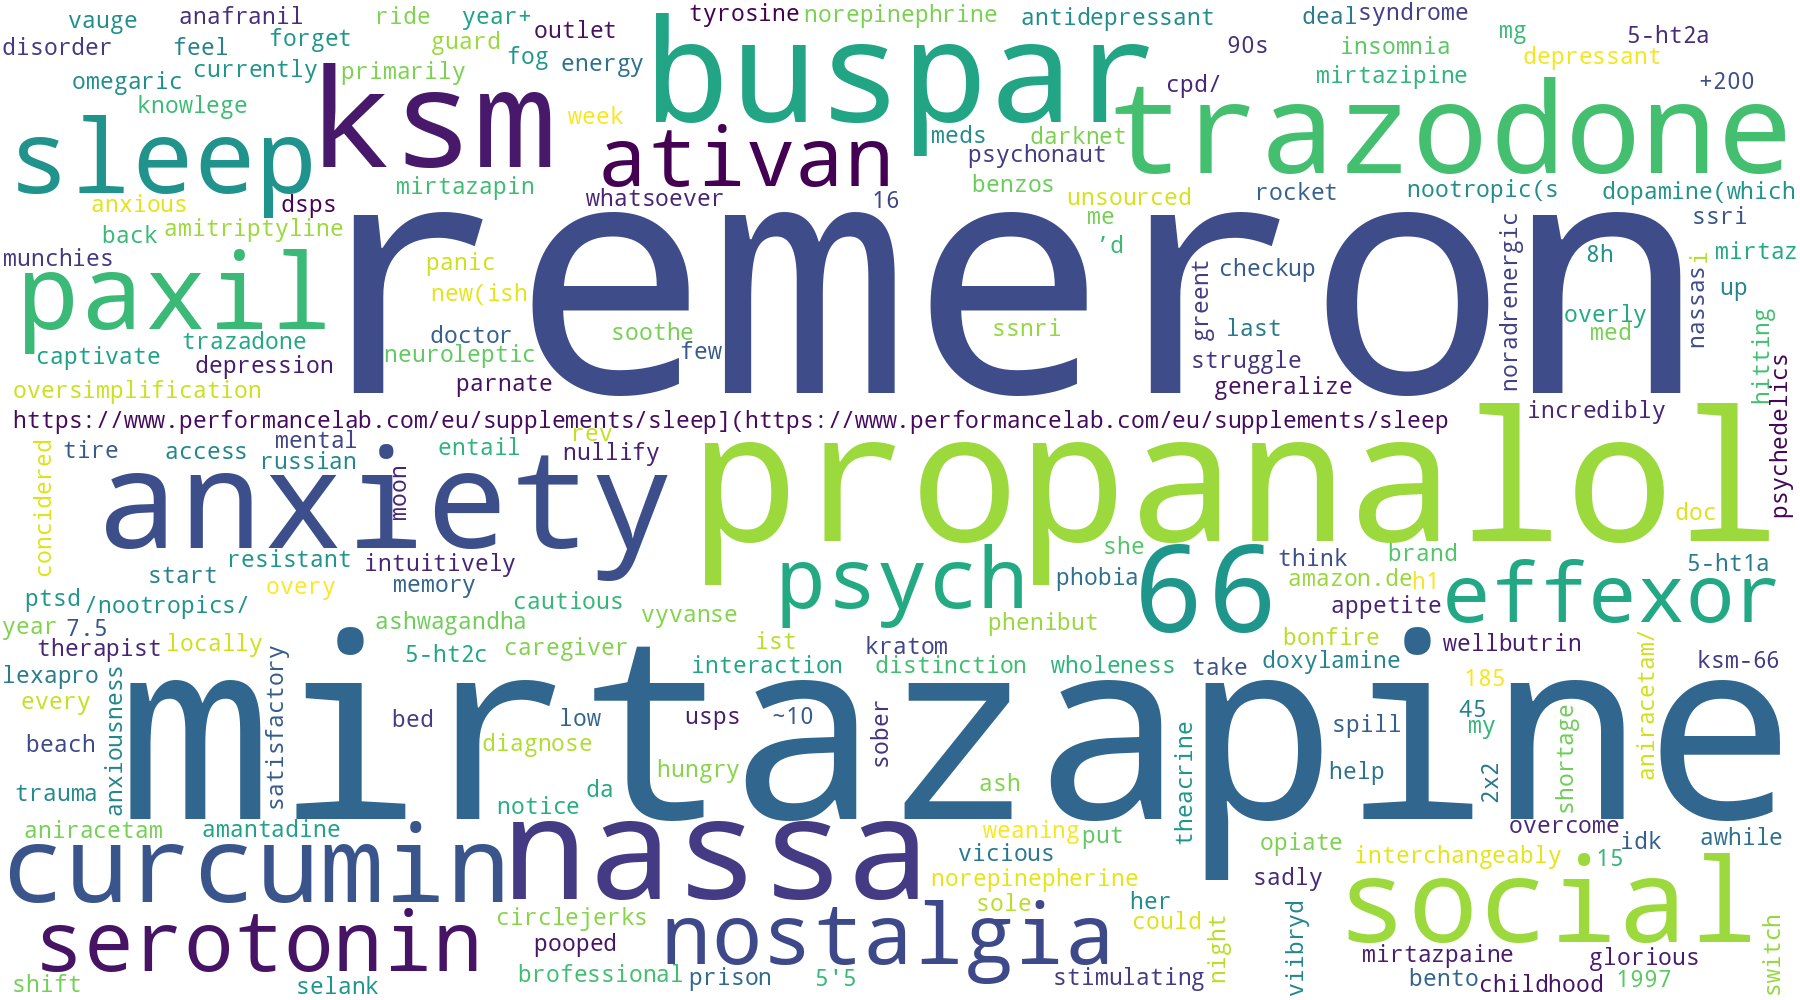 vauge
anafranil
ride
year+
tyrosine
norepinephrine
antidepressant
deal
syndrome
disorder
feel
forget
guard
outlet
buspar
90s
insomnia
mg
5-ht2a
omegaric
currently
primarily
fog
energy
cpd/
mirtazipine
depressant
+200
knowlege
ksm
week
sleep
ativan
meds
darknet
psychonaut
trazodone
anxious
dsps
mirtazapin
whatsoever
16
benzos
unsourced
rocket
nootropic(s
dopamine(which
back
amitriptyline
remeron
me
’d
noradrenergic
ssri
munchies
paxil
panic
new(ish
greent
checkup
8h
nassasi
mirtaz
up
captivate
trazadone
doctor
soothe
ssnri
last
overly
med
hitting
depression
neuroleptic
few
struggle
oversimplification
parnate
generalize
psychedelics
https://www.performancelab.com/eu/supplements/sleep](https://www.performancelab.com/eu/supplements/sleep
incredibly
concidered
tire
access
mental
russian
entail
rev
nullify
propanalol
anxiety
moon
doc
start
resistant
intuitively
she
think
brand
5-ht1a
overy
memory
psych
phobia
66
amazon.de
h1
effexor
ptsd
/nootropics/
cautious
appetite
year
7.5
ashwagandha
vyvanse
phenibut
bonfire
therapist
locally
5-ht2c
caregiver
ist
kratom
wellbutrin
aniracetam/
lexapro
interaction
distinction
wholeness
take
doxylamine
ksm-66
every
anxiousness
satisfactory
mirtazapine
185
bed
low
usps
~10
sober
spill
45
my
beach
diagnose
theacrine
shortage
trauma
hungry
help
2x2
notice
da
ash
aniracetam
amantadine
nassa
weaning
put
overcome
idk
awhile
curcumin
vicious
opiate
interchangeably
15
norepinepherine
sadly
social
serotonin
circlejerks
nostalgia
sole
her
could
night
viibryd
switch
pooped
mirtazpaine
glorious
shift
selank
brofessional
prison
5'5
stimulating
bento
childhood
1997